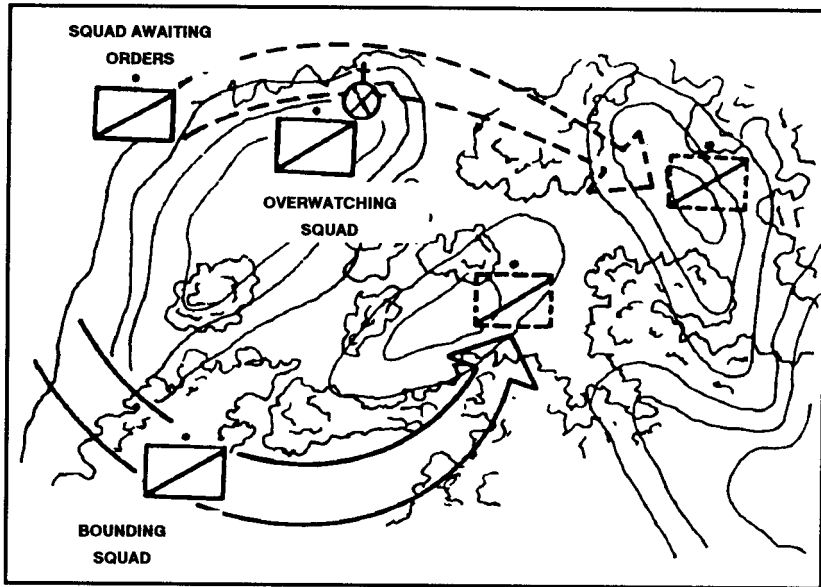 SQUAD AWAITING
ORDERS
OVERWATCHING
SQUAD
BOUNDING
SQUAD